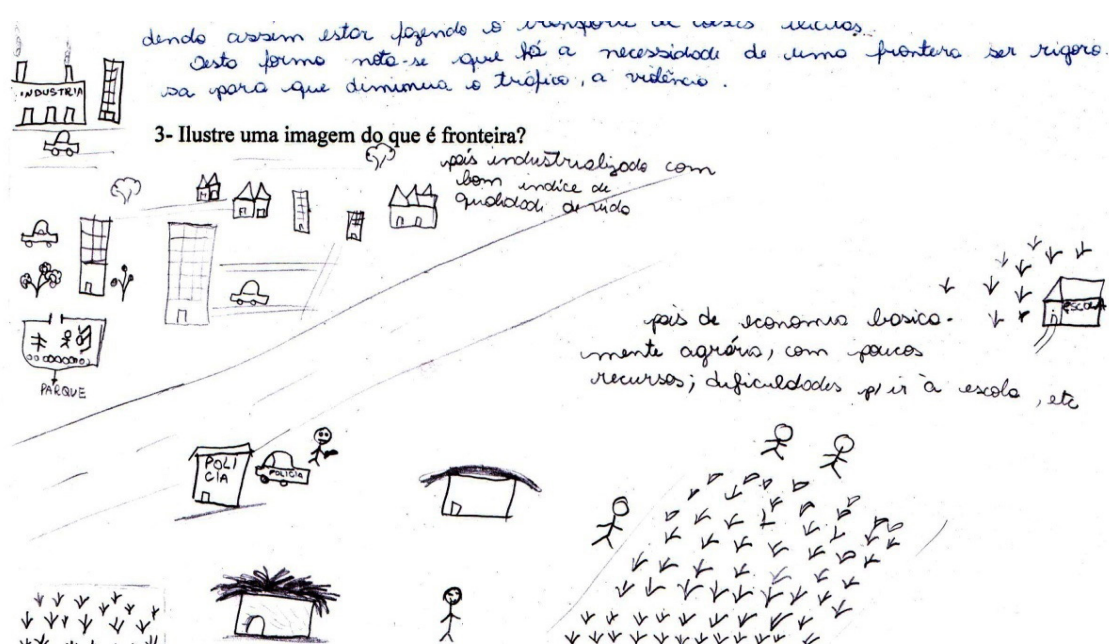 dendo assim estar fazendo o transporte de coisas ilícitas.
Desta forma nota-se que há a necessidade de uma frontera ser rigoro-
sa para que diminua o tráfico, a violência.
INDUSTRIA
3- Ilustre uma imagem do que é fronteira?
país industrializado com
bom indice de
qualidade de vida
ESCOLA
país de economia basica-
mente agrária, com poucos
recursos; dificuldades p/ ir à escola, etc
PARQUE
POLI
CIA
POLICIA